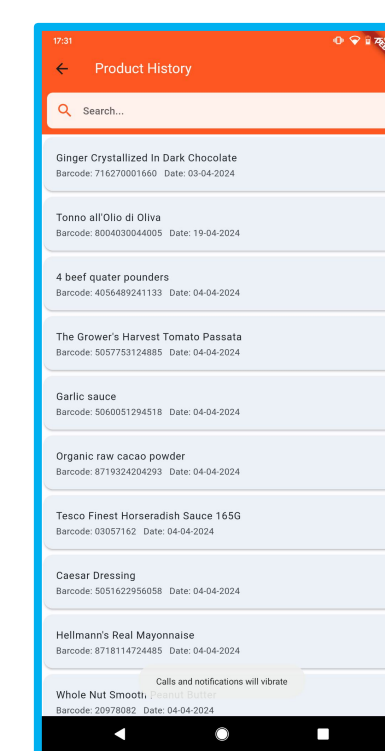 17:31
Product History
Search...
Ginger Crystallized In Dark Chocolate
Barcode: 716270001660 Date: 03-04-2024
Tonno all'Olio di Oliva
Barcode: 8004030044005 Date: 19-04-2024
4 beef quater pounders
Barcode: 4056489241133 Date: 04-04-2024
The Grower's Harvest Tomato Passata
Barcode: 5057753124885 Date: 04-04-2024
Garlic sauce
Barcode: 5060051294518 Date: 04-04-2024
Organic raw cacao powder
Barcode: 8719324204293 Date: 04-04-2024
Tesco Finest Horseradish Sauce 165G
Barcode: 03057162 Date: 04-04-2024
Caesar Dressing
Barcode: 5051622956058 Date: 04-04-2024
Hellmann's Real Mayonnaise
Barcode: 8718114724485 Date: 04-04-2024
Calls and notifications will vibrate
Whole Nut Smooth Peanut Butter
Barcode: 20978082 Date: 04-04-2024